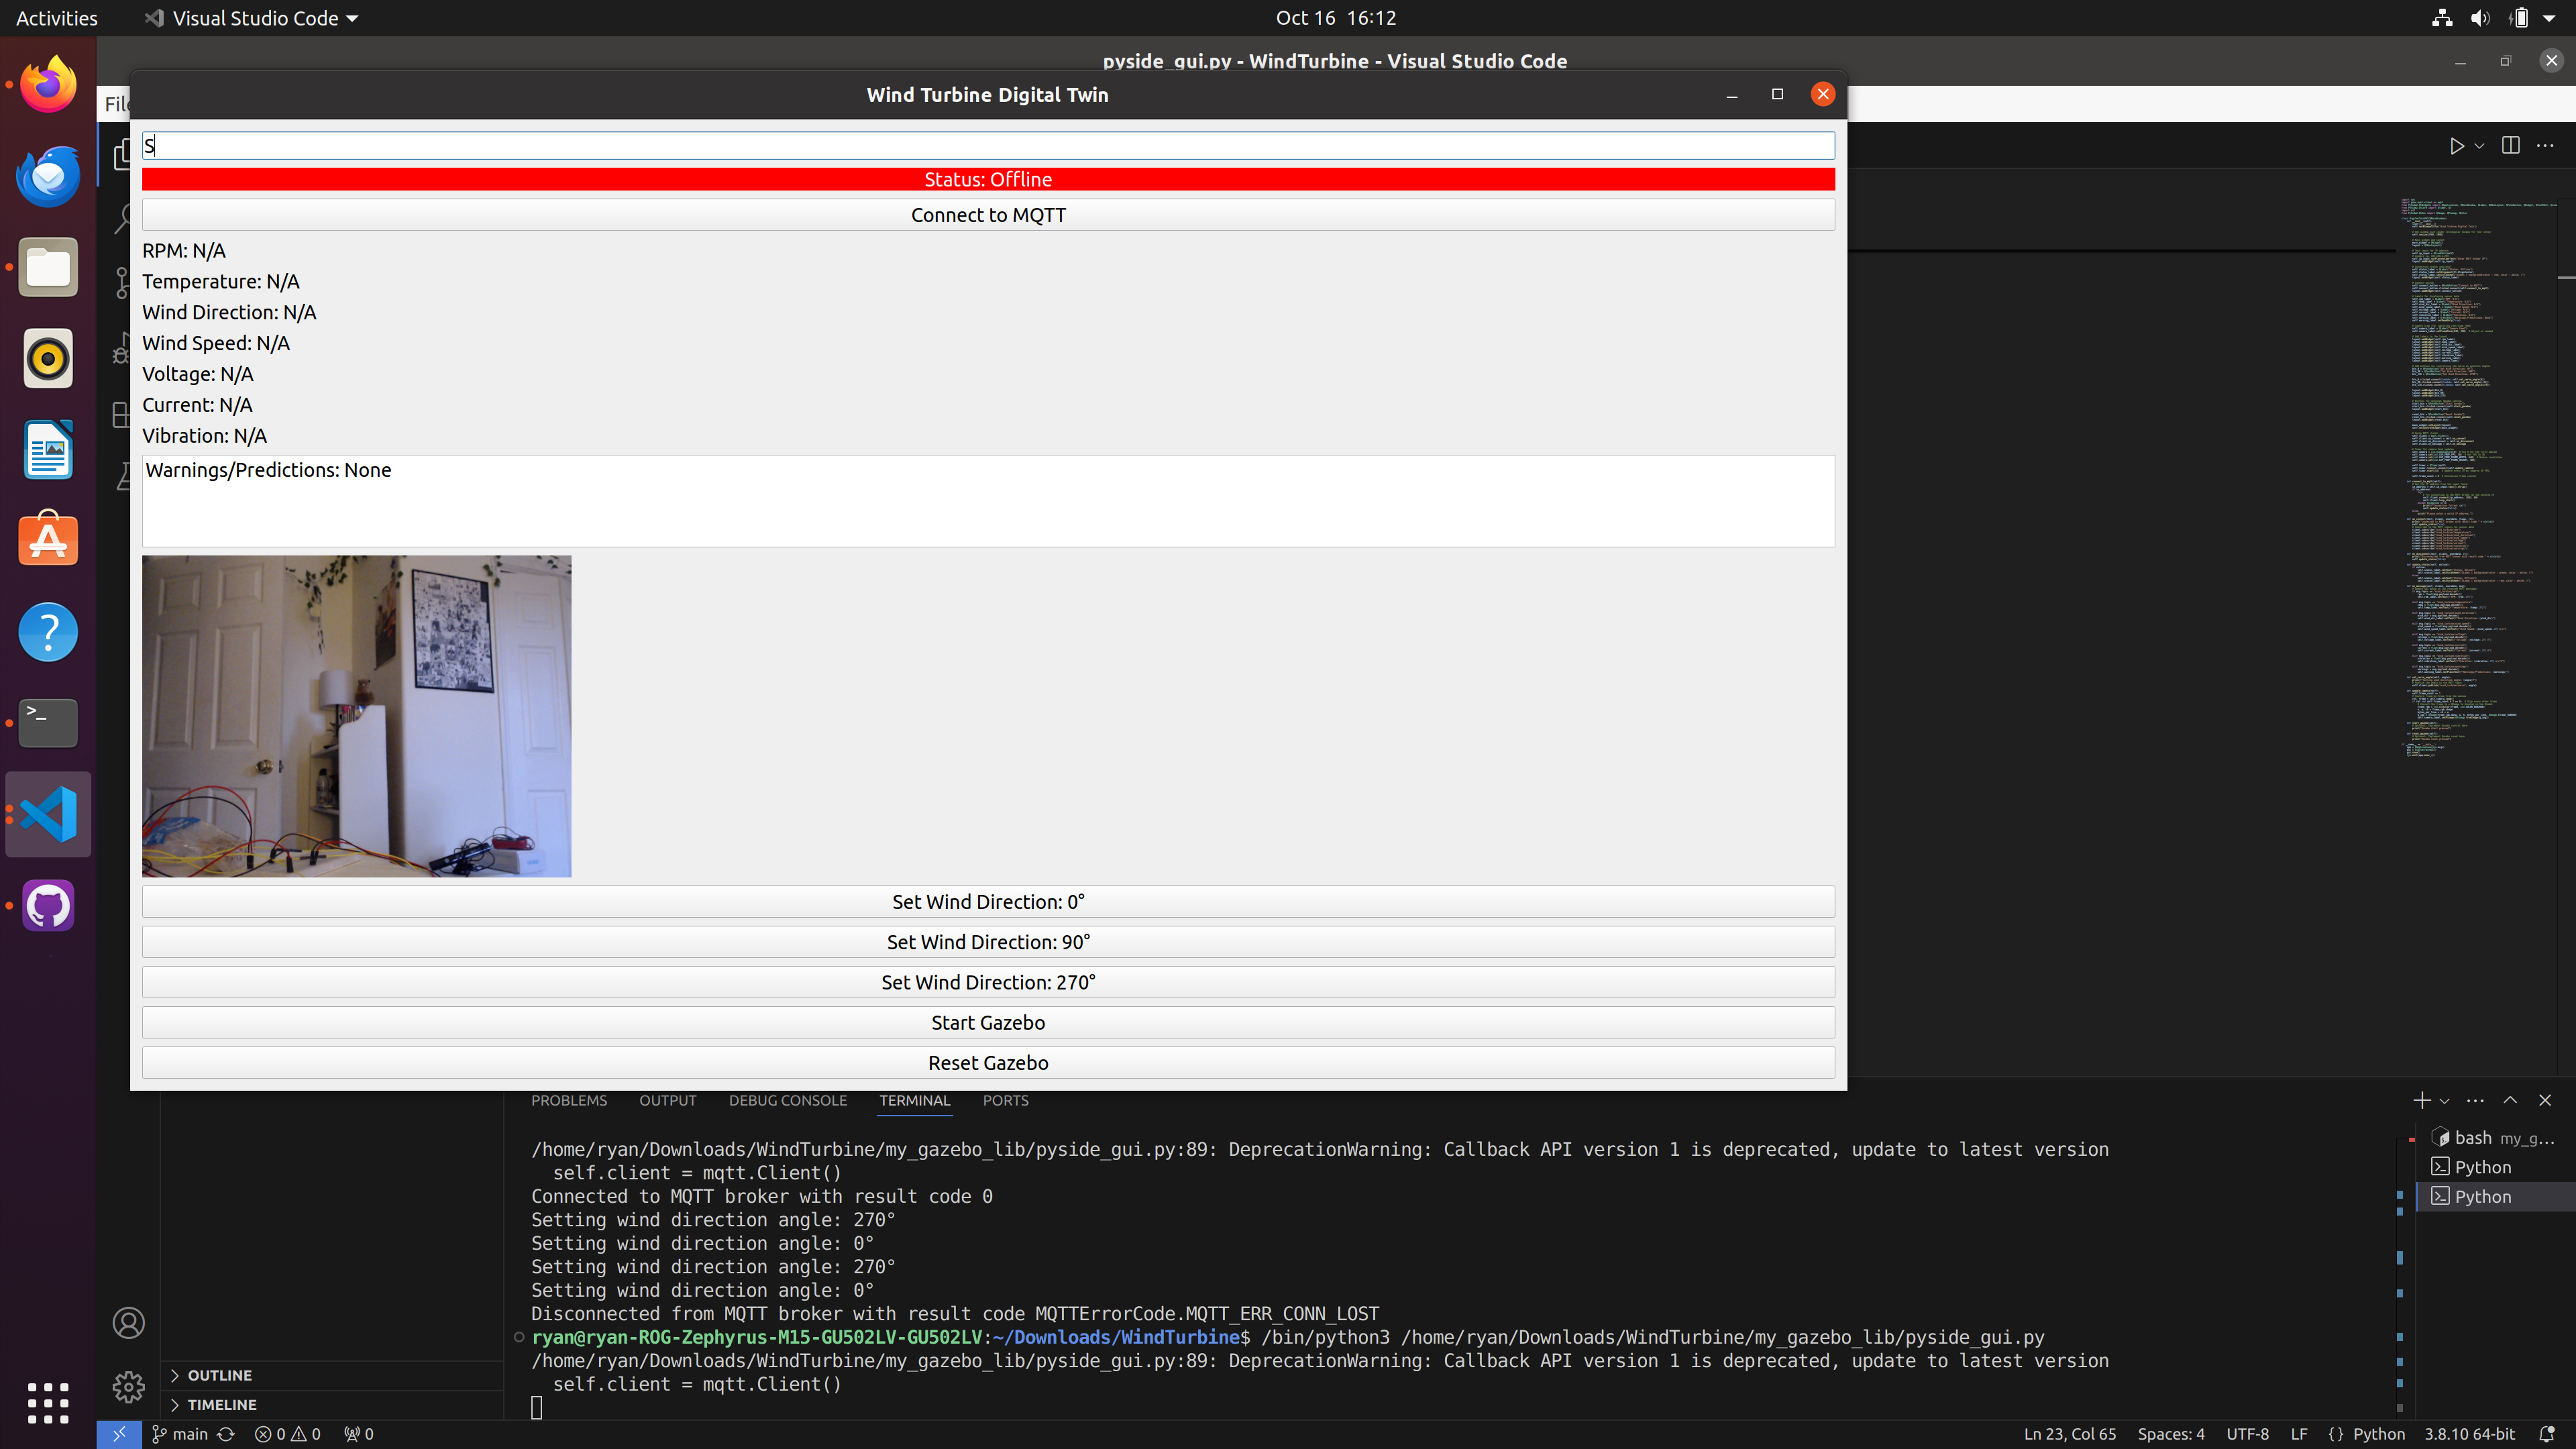 Activities
Visual Studio Code
Oct 16 16:12
pyside_gui.py - WindTurbine - Visual Studio Code
File
Wind Turbine Digital Twin
S
Status: Offline
Connect to MQTT
RPM: N/A
Temperature: N/A
Wind Direction: N/A
Wind Speed: N/A
Voltage: N/A
Current: N/A
Vibration: N/A
Warnings/Predictions: None
Set Wind Direction: 0°
Set Wind Direction: 90°
Set Wind Direction: 270°
Start Gazebo
Reset Gazebo
PROBLEMS OUTPUT DEBUG CONSOLE TERMINAL PORTS
/home/ryan/Downloads/WindTurbine/my_gazebo_lib/pyside_gui.py:89: DeprecationWarning: Callback API version 1 is deprecated, update to latest version
self.client = mqtt.Client()
Connected to MQTT broker with result code 0
Setting wind direction angle: 270°
Setting wind direction angle: 0°
Setting wind direction angle: 270°
Setting wind direction angle: 0°
Disconnected from MQTT broker with result code MQTTErrorCode.MQTT_ERR_CONN_LOST
ryan@ryan-ROG-Zephyrus-M15-GU502LV-GU502LV:~/Downloads/WindTurbine$ /bin/python3 /home/ryan/Downloads/WindTurbine/my_gazebo_lib/pyside_gui.py
/home/ryan/Downloads/WindTurbine/my_gazebo_lib/pyside_gui.py:89: DeprecationWarning: Callback API version 1 is deprecated, update to latest version
self.client = mqtt.Client()
bash my_g...
Python
Python
OUTLINE
TIMELINE
main 0 0 0
Ln 23, Col 65 Spaces: 4 UTF-8 LF {} Python 3.8.10 64-bit